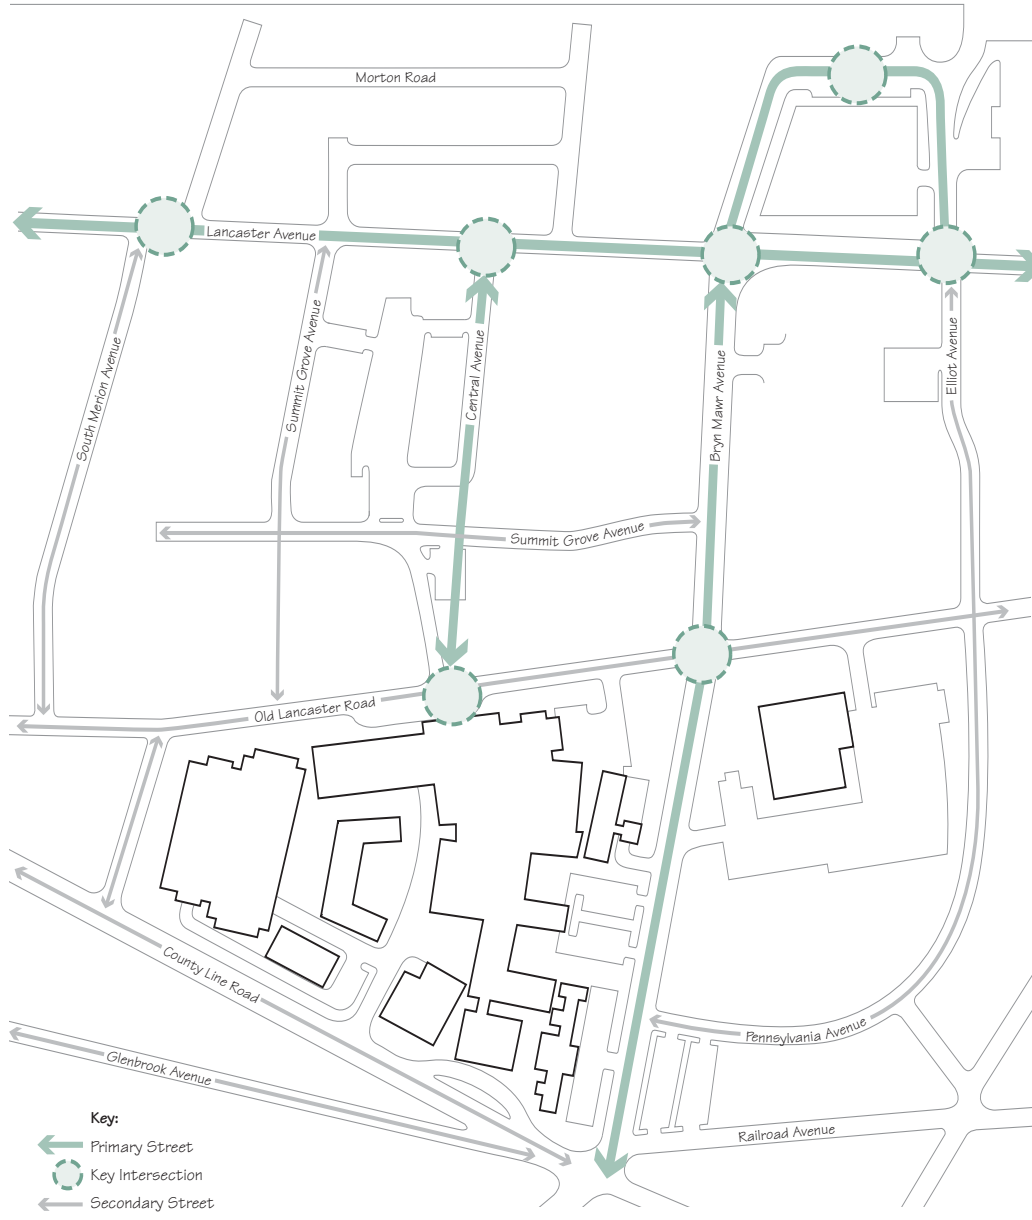 Morton Road
Lancaster Avenue
South Merion Avenue
Summit Grove Avenue
Central Avenue
Bryn Mawr Avenue
Elliot Avenue
Summit Grove Avenue
Old Lancaster Road
County Line Road
Pennsylvania Avenue
Glenbrook Avenue
Railroad Avenue
Key:
Primary Street
Key Intersection
Secondary Street